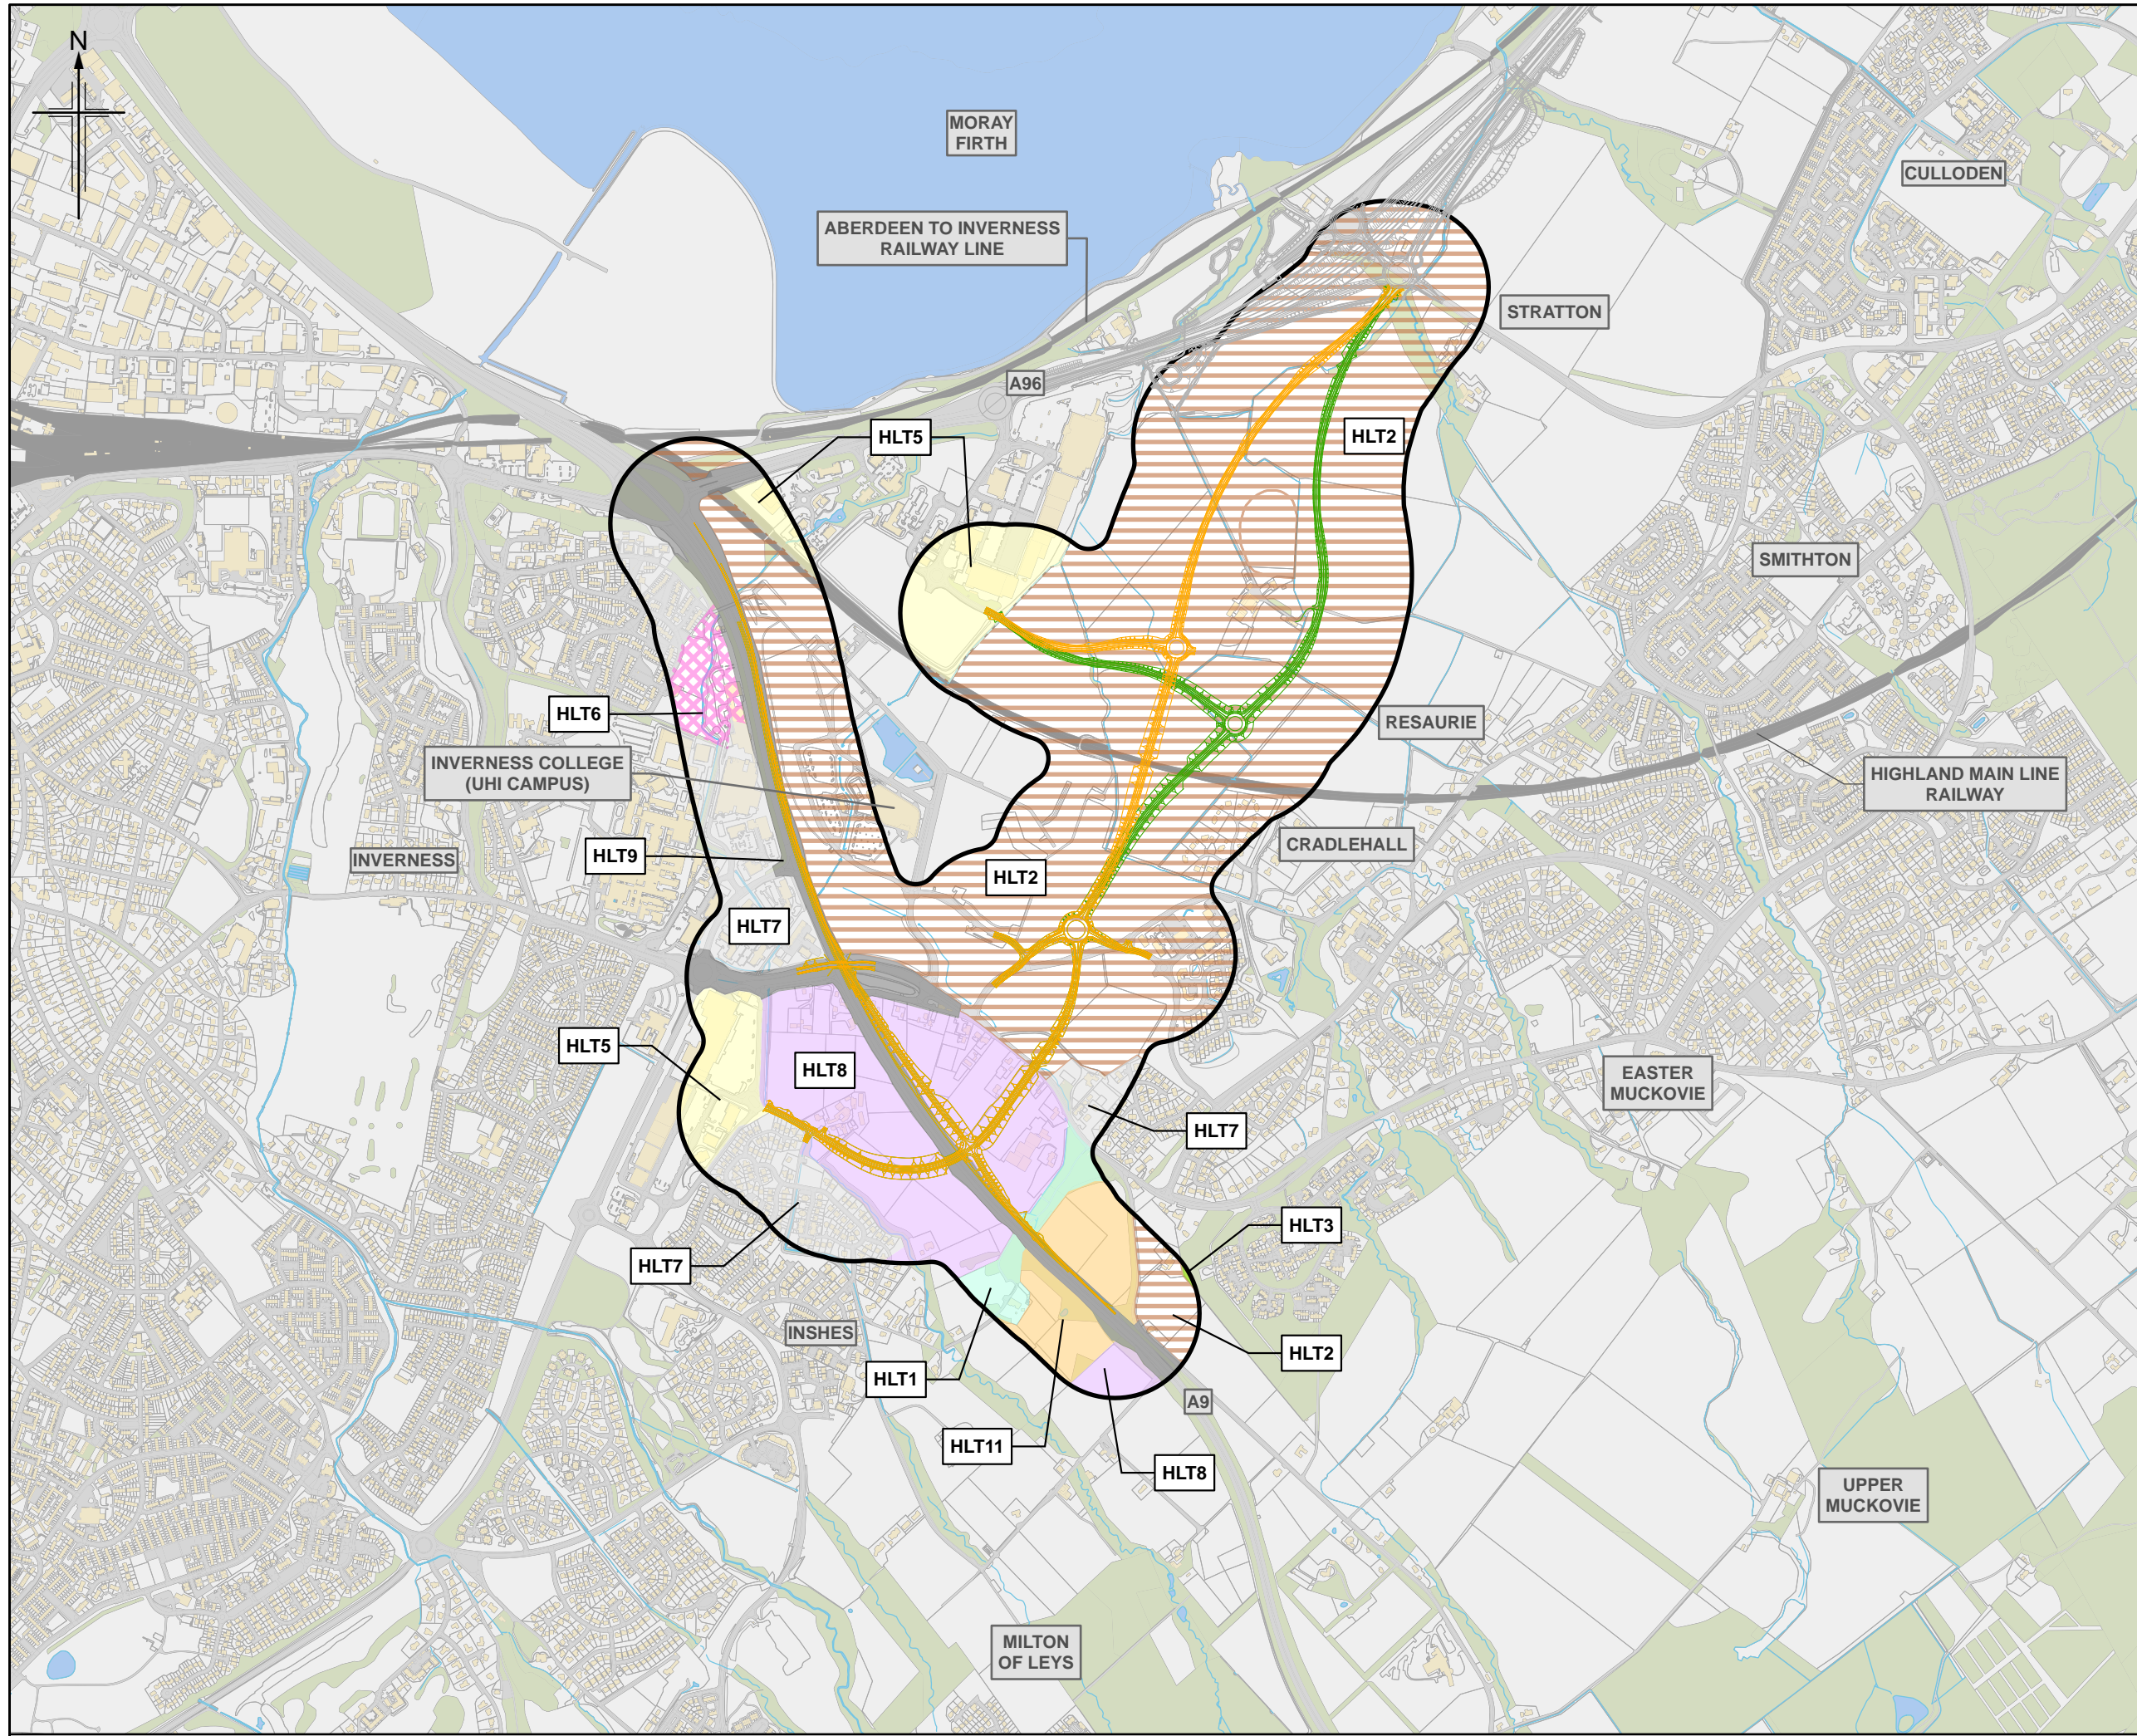 N
MORAY
FIRTH
CULLODEN
ABERDEEN TO INVERNESS
RAILWAY LINE
STRATTON
A96
HLT5
HLT2
SMITHTON
HLT6
RESAURIE
INVERNESS COLLEGE
(UHI CAMPUS)
HIGHLAND MAIN LINE
RAILWAY
CRADLEHALL
HLT9
INVERNESS
HLT2
HLT7
HLT5
HLT8
EASTER
MUCKOVIE
HLT7
HLT3
HLT7
INSHES
HLT2
HLT1
A9
HLT11
HLT8
UPPER
MUCKOVIE
MILTON
OF LEYS